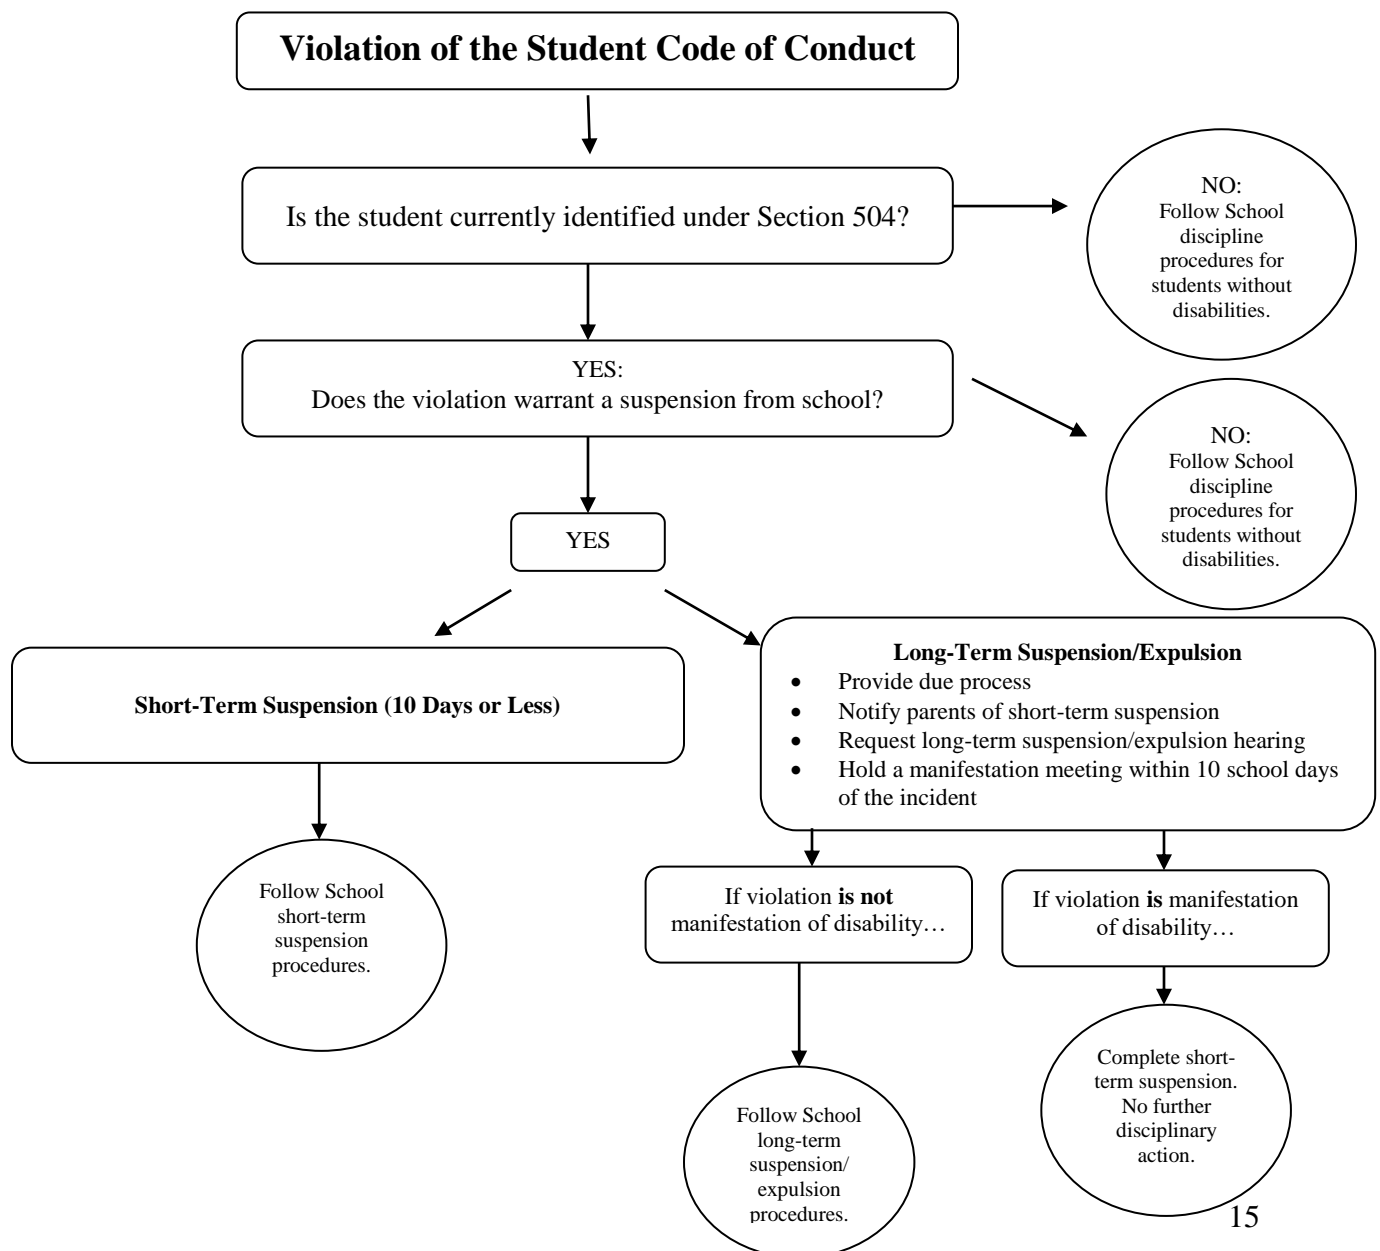 Violation of the Student Code of Conduct
Is the student currently identified under Section 504?
NO:
Follow School
discipline
procedures for
students without
disabilities.
YES:
Does the violation warrant a suspension from school?
NO:
Follow School
discipline
procedures for
students without
disabilities.
YES
Short-Term Suspension (10 Days or Less)
Long-Term Suspension/Expulsion
• Provide due process
• Notify parents of short-term suspension
• Request long-term suspension/expulsion hearing
• Hold a manifestation meeting within 10 school days
of the incident
Follow School
short-term
suspension
procedures.
If violation is not
manifestation of disability…
If violation is manifestation
of disability…
Follow School
long-term
suspension/
expulsion
procedures.
Complete short-
term suspension.
No further
disciplinary
action.
15